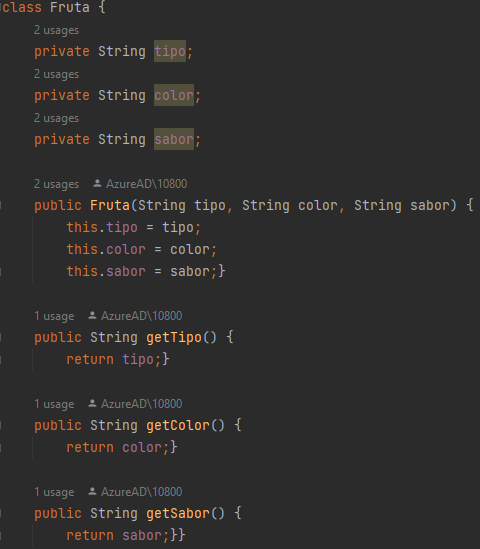 class Fruta {
2 usages
private String tipo;
2 usages
private String color;
2 usages
private String sabor;
2 usages AzureAD\10800
public Fruta(String tipo, String color, String sabor) {
this.tipo = tipo;
this.color = color;
this.sabor = sabor;}
1 usage AzureAD\10800
public String getTipo() {
return tipo;}
1 usage AzureAD\10800
public String getColor() {
return color;}
1 usage AzureAD\10800
public String getSabor() {
return sabor;}}